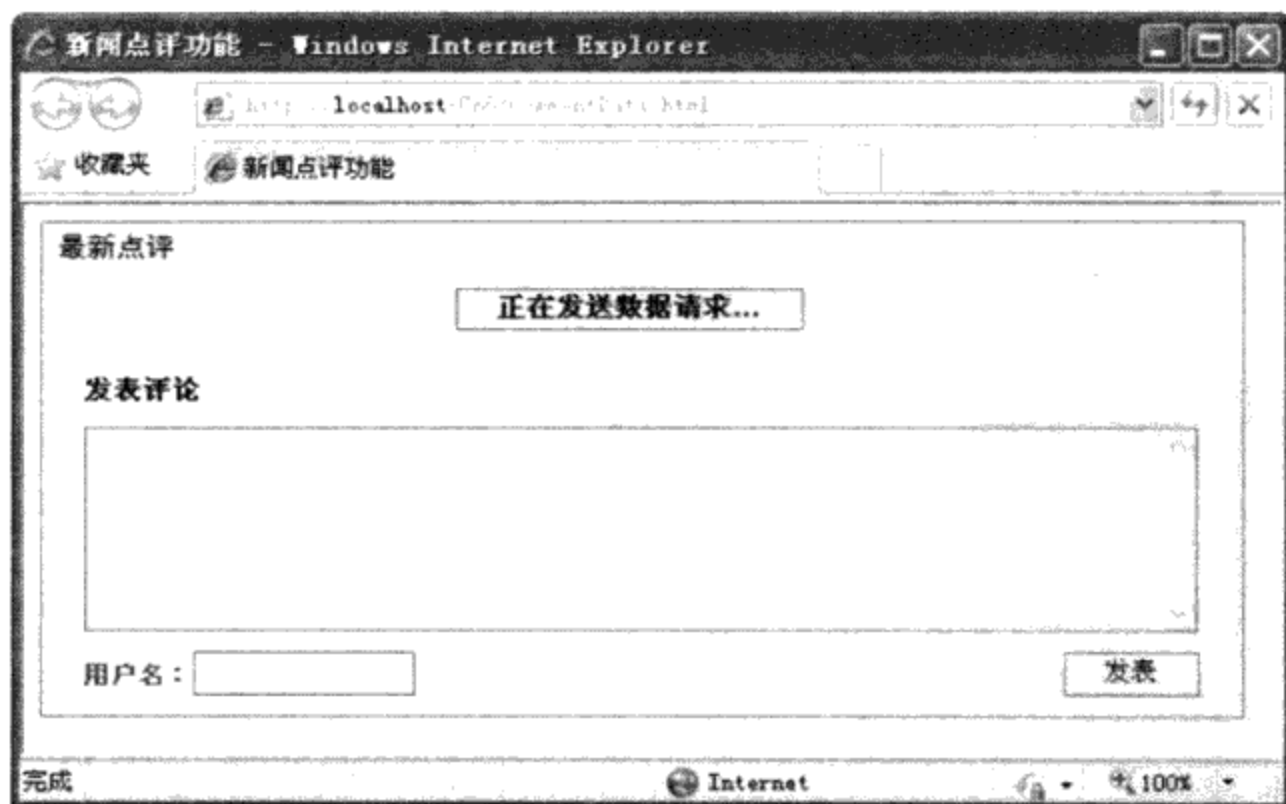 新闻点评功能 - Windows Internet Explorer
localhost
收藏夹
新闻点评功能
最新点评
正在发送数据请求...
发表评论
用户名：
发表
完成
Internet
100%